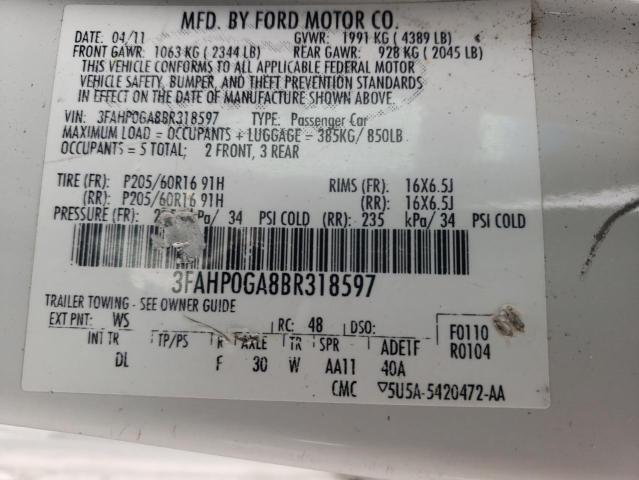 MFD. BY FORD MOTOR CO.
DATE: 04/11 GVWR: 1991 KG ( 4389 LB)
FRONT GAWR: 1063 KG ( 2344 LB) REAR GAWR: 928 KG ( 2045 LB)
THIS VEHICLE CONFORMS TO ALL APPLICABLE FEDERAL MOTOR
VEHICLE SAFETY, BUMPER, AND THEFT PREVENTION STANDARDS
IN EFFECT ON THE DATE OF MANUFACTURE SHOWN ABOVE.
VIN: 3FAHP0GA8BR318597 TYPE: Passenger Car
MAXIMUM LOAD = OCCUPANTS + LUGGAGE = 385KG/ 850LB
OCCUPANTS = 5 TOTAL; 2 FRONT, 3 REAR
TIRE (FR): P205/60R16 91H RIMS (FR): 16X6.5J
(RR): P205/60R16 91H (RR): 16X6.5J
PRESSURE (FR): / 34 PSI COLD (RR): 235 kPa/ 34 PSI COLD
3FAHP0GA8BR318597
TRAILER TOWING - SEE OWNER GUIDE
EXT PNT: WS RC: 48 DSO: F0110
INT TR TP/PS R AXLE TR SPR ADETF R0104
DL F 30 W AA11 40A
CMC ▽5U5A-5420472-AA